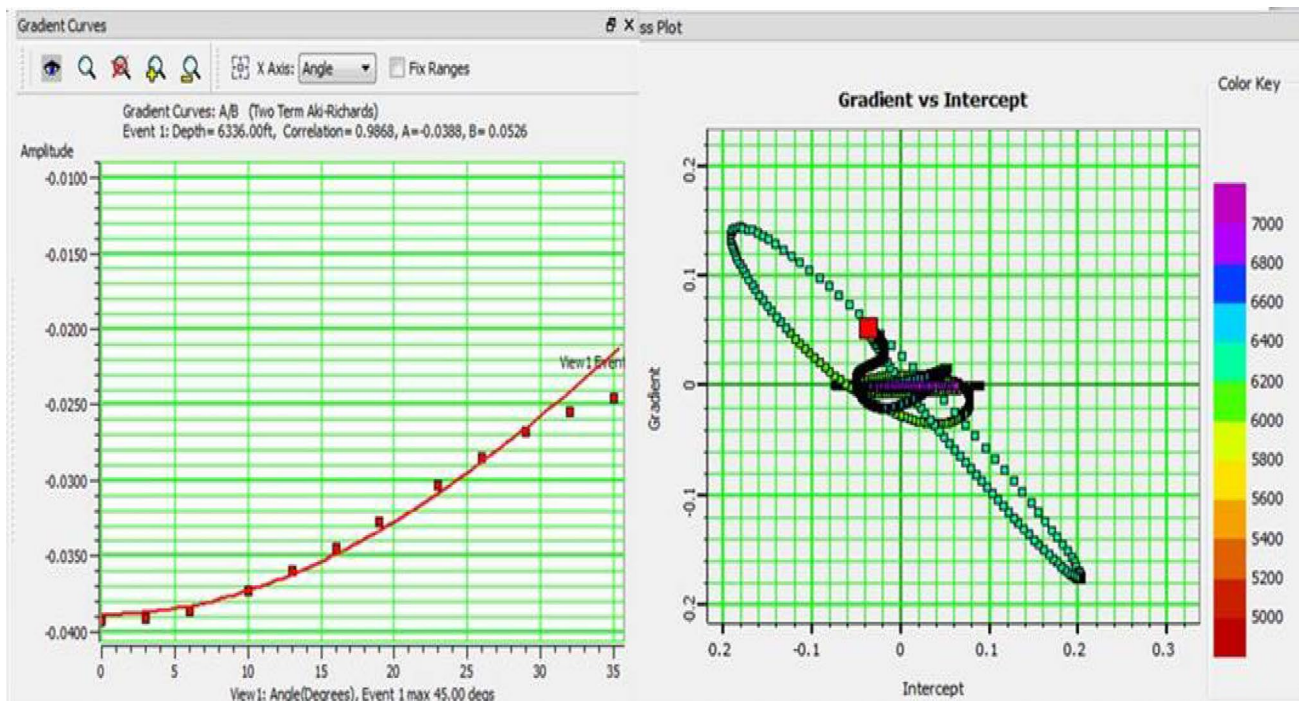 Gradient Curves
X Axis: Angle Fix Ranges
Gradient Curves: A/B (Two Term Aki-Richards)
Event 1: Depth= 6336.00ft, Correlation= 0.9868, A=-0.0388, B= 0.0526
Amplitude
-0.0100
-0.0150
-0.0200
-0.0250
-0.0300
-0.0350
-0.0400
View1 Event
0 5 10 15 20 25 30 35
View1: Angle(Degrees), Event 1 max 45.00 degs
ss Plot
Gradient vs Intercept
Gradient
0.2
0.1
0
-0.1
0.2
0.2 -0.1 0 0.1 0.2 0.3
Intercept
Color Key
7000
6800
6600
6400
6200
6000
5800
5600
5400
5200
5000